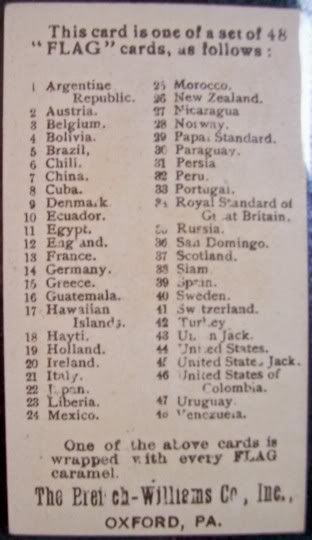 This card is one of a set of 48
"FLAG" cards, as follows:
1 Argentine
Republic.
2 Austria.
3 Belgium.
4 Bolivia.
5 Brazil,
6 Chili.
7 China.
8 Cuba.
9 Denmark
10 Ecuador.
11 Egypt.
12 England.
13 France.
14 Germany.
15 Greece.
16 Guatemala.
17 Hawaiian
Islands.
18 Hayti.
19 Holland.
20 Ireland.
21 Italy.
22 Japan.
23 Liberia.
24 Mexico.
25 Morocco.
26 New Zealand.
27 Nicaragua
28 Norway.
29 Papal Standard.
30 Paraguay.
31 Persia
32 Peru.
33 Portugal.
34 Royal Standard of
Great Britain.
35 Russia.
36 San Domingo.
37 Scotland.
38 Siam
39 Spain.
40 Sweden.
41 Switzerland.
42 Turkey
43 Union Jack.
44 United States.
45 United States Jack.
46 United States of
Colombia.
47 Uruguay.
48 Venezuela.
One of the above cards is
wrapped with every FLAG
caramel.
The -Williams Co, Inc.,
OXFORD, PA.